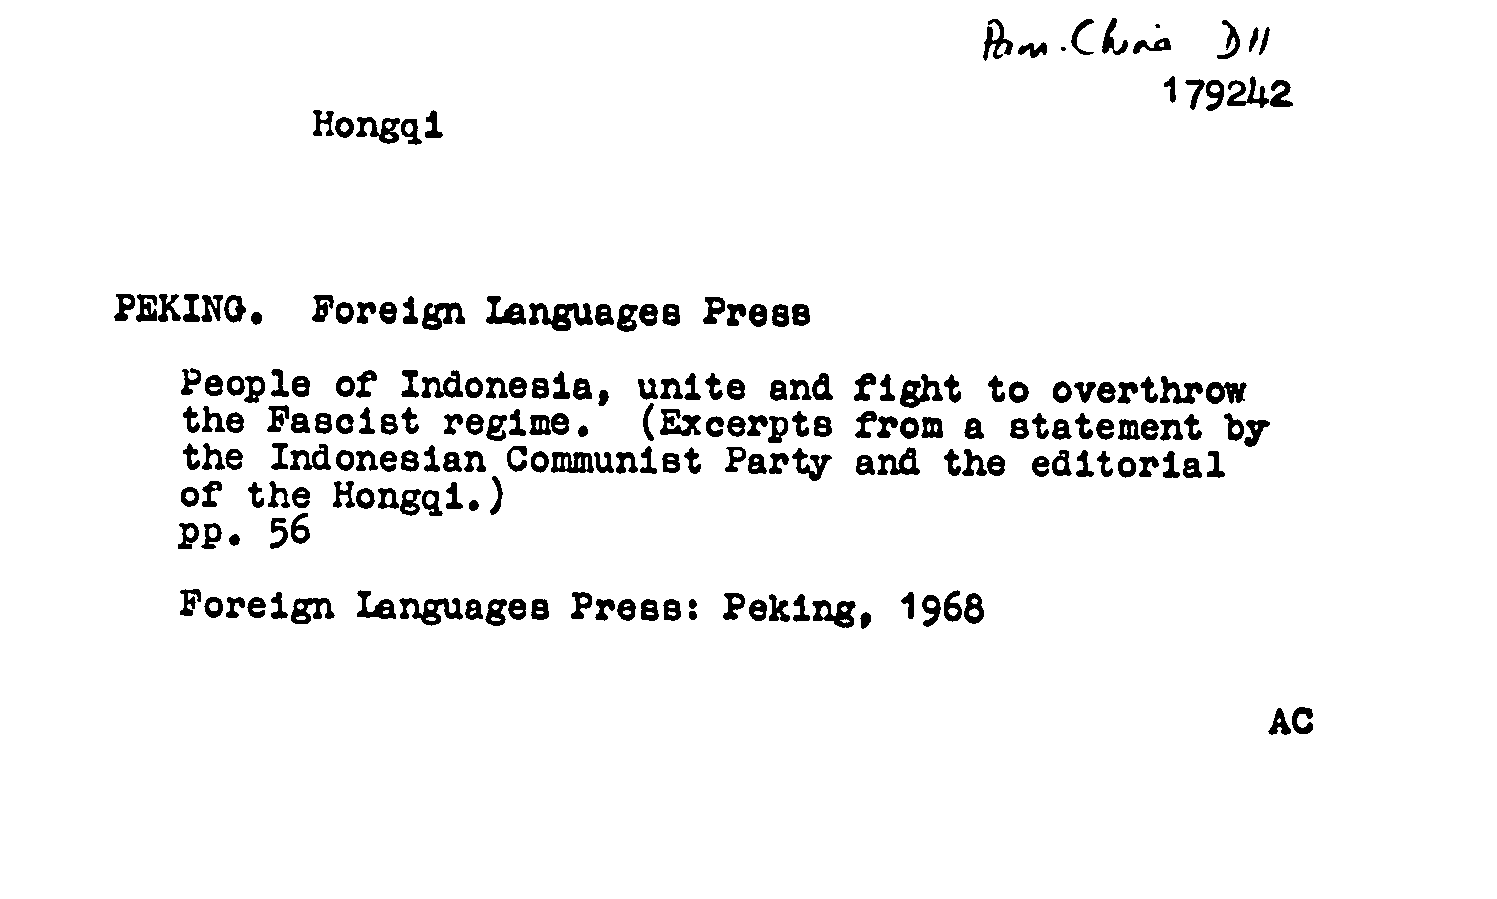 Pam. China D11
179242
Hongqi
PEKING. Foreign Languages Press
People of Indonesia, unite and fight to overthrow
the Fascist regime. (Excerpts from a statement by
the Indonesian Communist Party and the editorial
of the Hongqi.)
pp. 56
Foreign Languages Press: Peking, 1968
AC